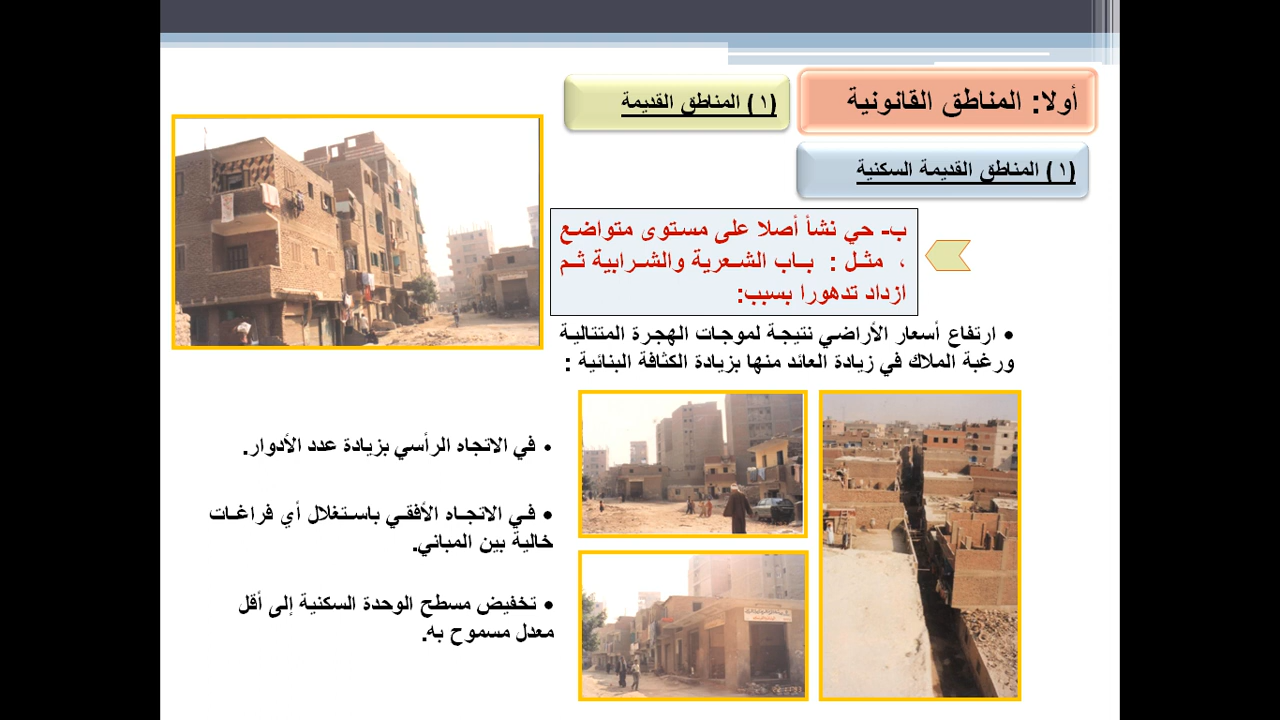 أولا: المناطق القانونية
(١) المناطق القديمة
(١) المناطق القديمة السكنية
ب- حي نشأ أصلا على مستوى متواضع
، مثل : باب الشعرية والشرابية ثم
ازداد تدهورا بسبب:
• ارتفاع أسعار الأراضي نتيجة لموجات الهجرة المتتالية
ورغبة الملاك في زيادة العائد منها بزيادة الكثافة البنائية :
• في الاتجاه الرأسي بزيادة عدد الأدوار.
• في الاتجاه الأفقي باستغلال أي فراغات
خالية بين المباني.
• تخفيض مسطح الوحدة السكنية إلى أقل
معدل مسموح به.